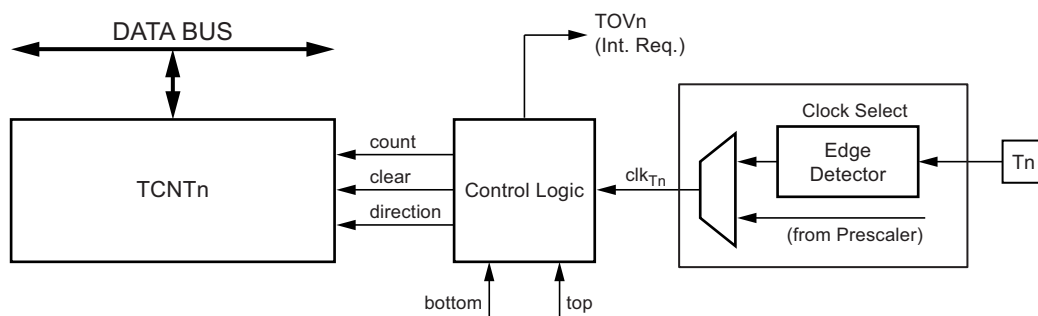 DATA BUS
TOVn
(Int. Req.)
Clock Select
TCNTn
count
clear
direction
Control Logic
clkTn
Edge
Detector
Tn
(from Prescaler)
bottom
top